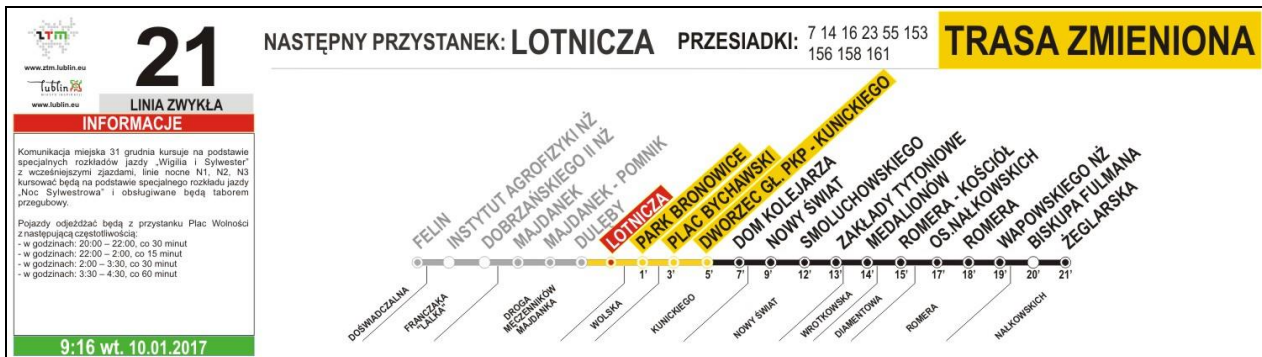 ZTM
www.ztm.lublin.eu
lublin
www.lublin.eu
21
LINIA ZWYKŁA
NASTĘPNY PRZYSTANEK: LOTNICZA
PRZESIADKI: 7 14 16 23 55 153
156 158 161
TRASA ZMIENIONA
INFORMACJE
Komunikacja miejska 31 grudnia kursuje na podstawie
specjalnych rozkładów jazdy „Wigilia i Sylwester"
z wcześniejszymi zjazdami, linie nocne N1, N2, N3
kursować będą na podstawie specjalnego rozkładu jazdy
„Noc Sylwestrowa" i obsługiwane będą taborem
przegubowy.
Pojazdy odjeżdżać będą z przystanku Plac Wolności
z następującą częstotliwością:
- w godzinach: 20:00 – 22:00, co 30 minut
- w godzinach: 22:00 – 2:00, co 15 minut
- w godzinach: 2:00 – 3:30, co 30 minut
- w godzinach: 3:30 – 4:30, co 60 minut
9:16 wt. 10.01.2017
FELIN
INSTYTUT AGROFIZYKI NŻ
DOBRZAŃSKIEGO II NŻ
MAJDANEK
MAJDANEK - POMNIK
DULĘBY
LOTNICZA
PARK BRONOWICE
PLAC BYCHAWSKI
DWORZEC GŁ. PKP - KUNICKIEGO
DOM KOLEJARZA
NOWY ŚWIAT
SMOLUCHOWSKIEGO
ZAKŁADY TYTONIOWE
MEDALIONÓW
ROMERA - KOŚCIÓŁ
OS.NAŁKOWSKICH
ROMERA
WAPOWSKIEGO NŻ
BISKUPA FULMANA
ŻEGLARSKA
1' 3' 5' 7' 9' 12' 13' 14' 15' 17' 18' 19' 20' 21'
DOŚWIADCZALNA
FRANCZAKA
"LALKA"
DROGA
MĘCZENNIKÓW
MAJDANKA
WOLSKA
KUNICKIEGO
NOWY ŚWIAT
WROTKOWSKA
DIAMENTOWA
ROMERA
NAŁKOWSKICH